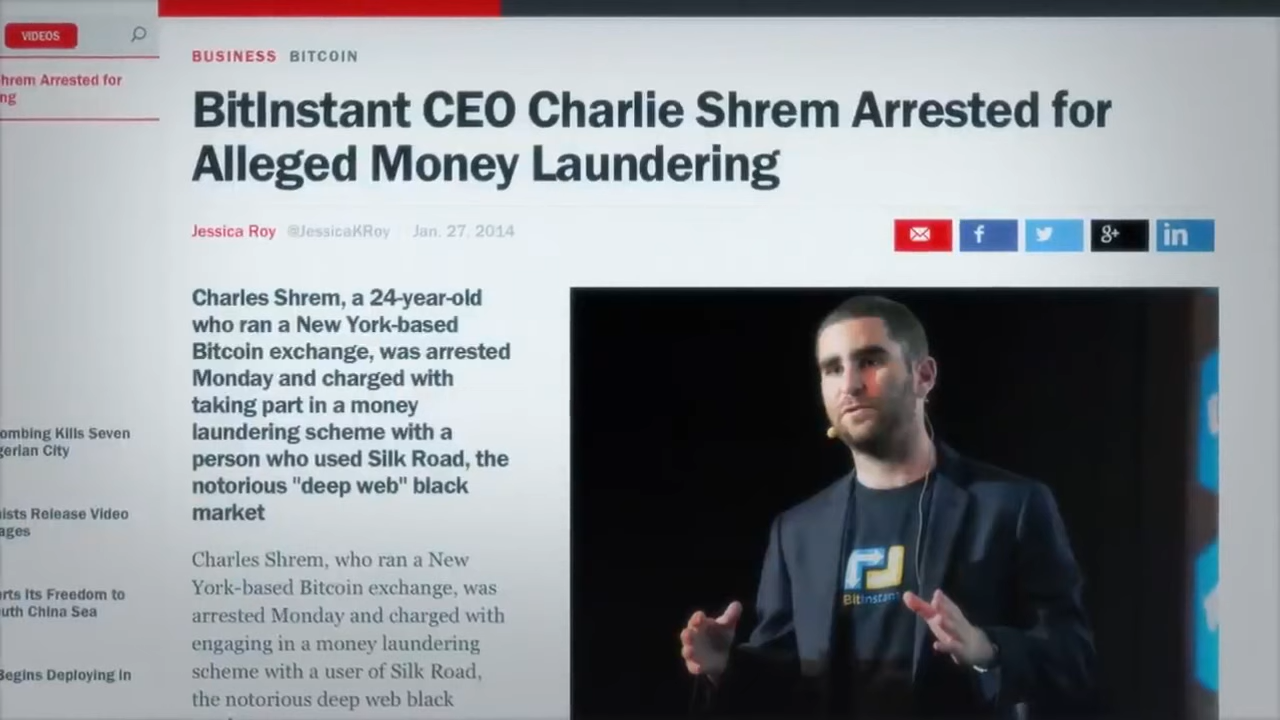 VIDEOS
hrem Arrested for
ng
BUSINESS BITCOIN
BitInstant CEO Charlie Shrem Arrested for
Alleged Money Laundering
Jessica Roy @JessicaKRoy Jan. 27, 2014
f
8+
in
Charles Shrem, a 24-year-old
who ran a New York-based
Bitcoin exchange, was arrested
Monday and charged with
taking part in a money
laundering scheme with a
person who used Silk Road, the
notorious "deep web" black
market
Charles Shrem, who ran a New
York-based Bitcoin exchange, was
arrested Monday and charged with
engaging in a money laundering
scheme with a user of Silk Road,
the notorious deep web black
BitInstant
ombing Kills Seven
gerian City
ists Release Video
ages
rts Its Freedom to
uth China Sea
Begins Deploying in